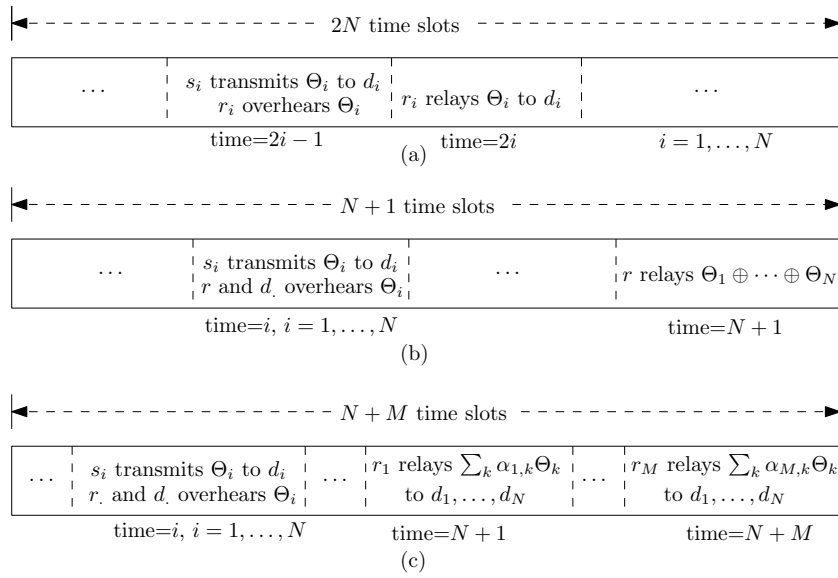 2N time slots
⋯
s_i transmits Θ_i to d_i
r_i overhears Θ_i
r_i relays Θ_i to d_i
⋯
time=2i − 1
time=2i
i = 1, . . . , N
(a)
N + 1 time slots
⋯
s_i transmits Θ_i to d_i
r and d. overhears Θ_i
⋯
r relays Θ_1 ⊕ ⋯ ⊕ Θ_N
time=i, i = 1, . . . , N
time=N + 1
(b)
N + M time slots
⋯
s_i transmits Θ_i to d_i
r. and d. overhears Θ_i
⋯
r_1 relays ∑_k α_{1,k}Θ_k
to d_1, . . . , d_N
⋯
r_M relays ∑_k α_{M,k}Θ_k
to d_1, . . . , d_N
time=i, i = 1, . . . , N
time=N + 1
time=N + M
(c)